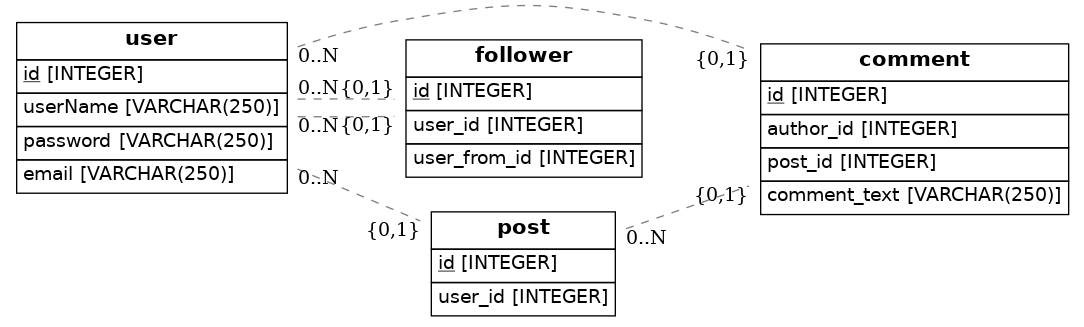 user
id [INTEGER]
userName [VARCHAR(250)]
password [VARCHAR(250)]
email [VARCHAR(250)]
0..N
0..N{0,1}
0..N{0,1}
0..N
follower
id [INTEGER]
user_id [INTEGER]
user_from_id [INTEGER]
{0,1}
comment
id [INTEGER]
author_id [INTEGER]
post_id [INTEGER]
comment_text [VARCHAR(250)]
{0,1}
{0,1}
post
id [INTEGER]
user_id [INTEGER]
0..N